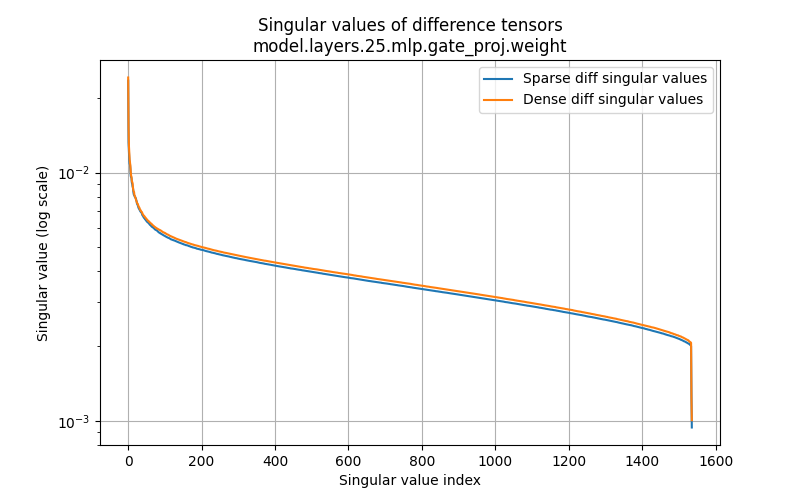 Singular values of difference tensors
model.layers.25.mlp.gate_proj.weight
Sparse diff singular values
Dense diff singular values
Singular value (log scale)
10⁻²
10⁻³
0 200 400 600 800 1000 1200 1400 1600
Singular value index